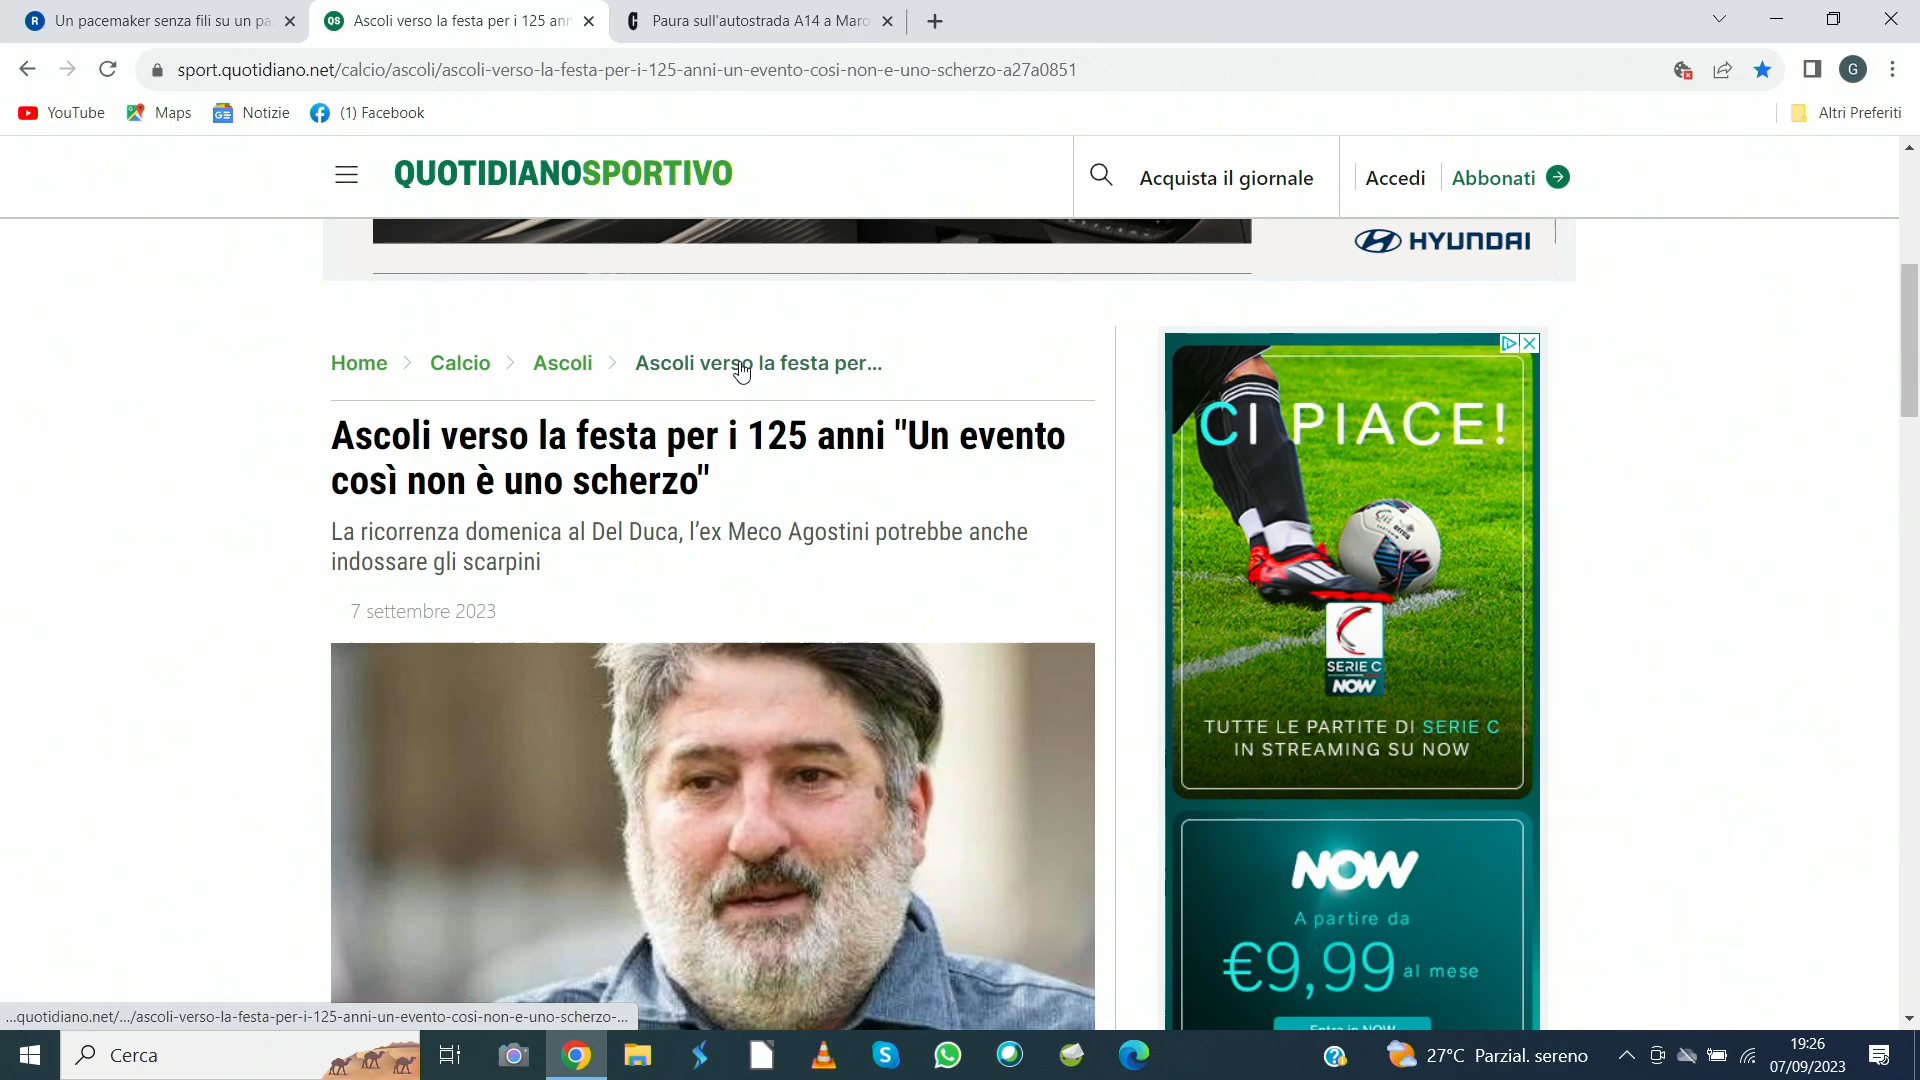 Un pacemaker senza fili su un pa
Ascoli verso la festa per i 125 ann
Paura sull'autostrada A14 a Maro
sport.quotidiano.net/calcio/ascoli/ascoli-verso-la-festa-per-i-125-anni-un-evento-cosi-non-e-uno-scherzo-a27a0851
G
YouTube
Maps
Notizie
(1) Facebook
Altri Preferiti
QUOTIDIANOSPORTIVO
Acquista il giornale
Accedi
Abbonati
HYUNDAI
Home > Calcio > Ascoli > Ascoli verso la festa per...
Ascoli verso la festa per i 125 anni "Un evento
così non è uno scherzo"
La ricorrenza domenica al Del Duca, l’ex Meco Agostini potrebbe anche
indossare gli scarpini
7 settembre 2023
CI PIACE!
SERIE C
NOW
TUTTE LE PARTITE DI SERIE C
IN STREAMING SU NOW
NOW
A partire da
€9,99 al mese
Entra in NOW
...quotidiano.net/.../ascoli-verso-la-festa-per-i-125-anni-un-evento-cosi-non-e-uno-scherzo-...
Cerca
27°C Parzial. sereno
19:26
07/09/2023